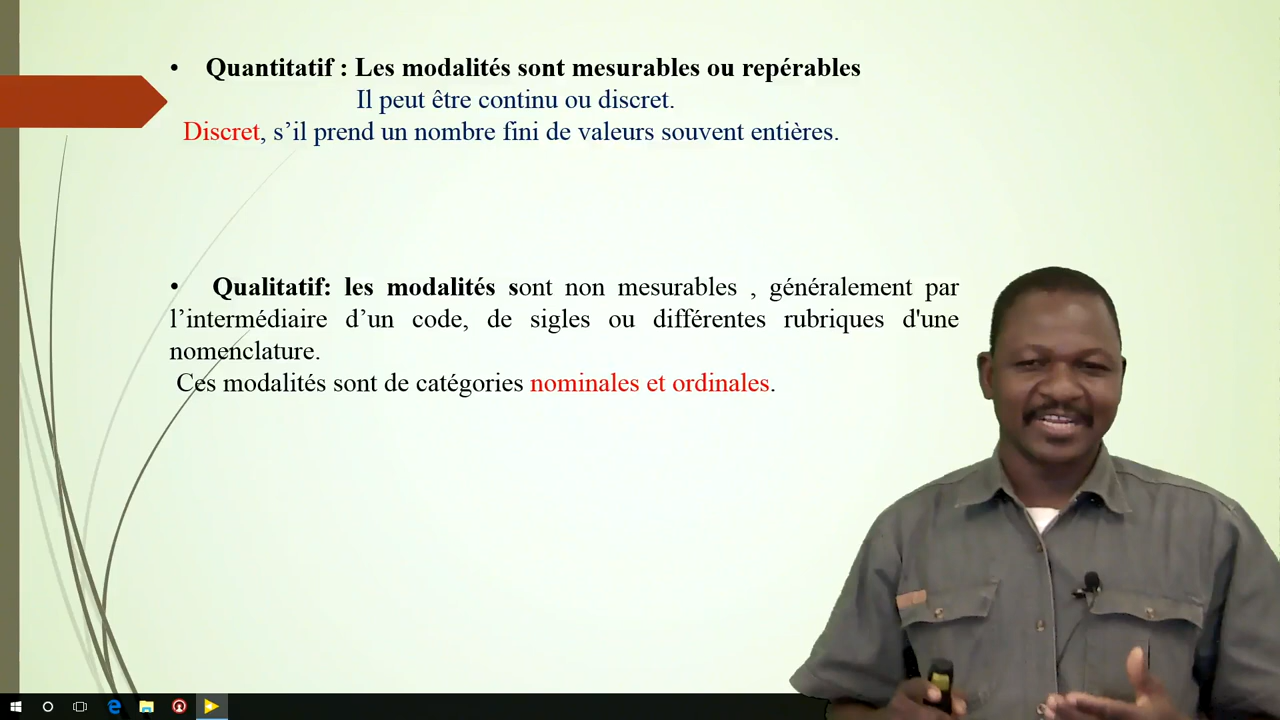 • Quantitatif : Les modalités sont mesurables ou repérables
Il peut être continu ou discret.
Discret, s’il prend un nombre fini de valeurs souvent entières.
• Qualitatif: les modalités sont non mesurables , généralement par
l’intermédiaire d’un code, de sigles ou différentes rubriques d'une
nomenclature.
Ces modalités sont de catégories nominales et ordinales.